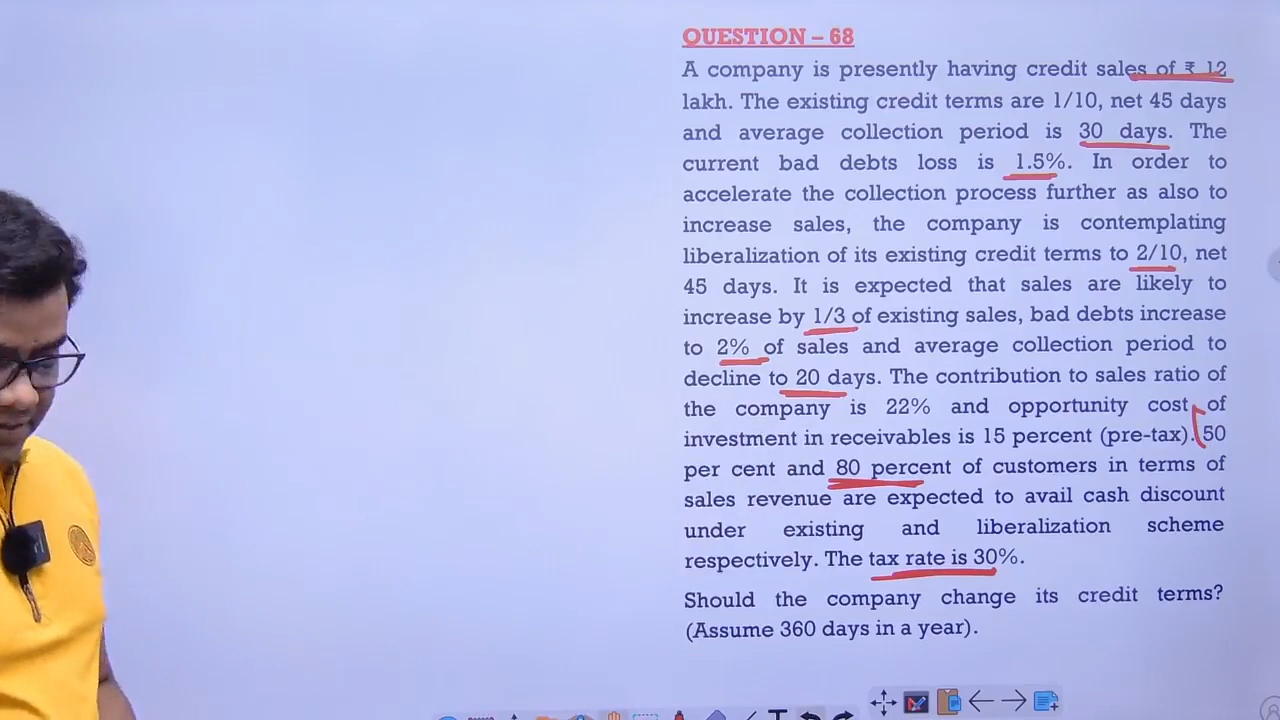 QUESTION – 68
A company is presently having credit sales of ₹ 12
lakh. The existing credit terms are 1/10, net 45 days
and average collection period is 30 days. The
current bad debts loss is 1.5%. In order to
accelerate the collection process further as also to
increase sales, the company is contemplating
liberalization of its existing credit terms to 2/10, net
45 days. It is expected that sales are likely to
increase by 1/3 of existing sales, bad debts increase
to 2% of sales and average collection period to
decline to 20 days. The contribution to sales ratio of
the company is 22% and opportunity cost of
investment in receivables is 15 percent (pre-tax). 50
per cent and 80 percent of customers in terms of
sales revenue are expected to avail cash discount
under existing and liberalization scheme
respectively. The tax rate is 30%.
Should the company change its credit terms?
(Assume 360 days in a year).